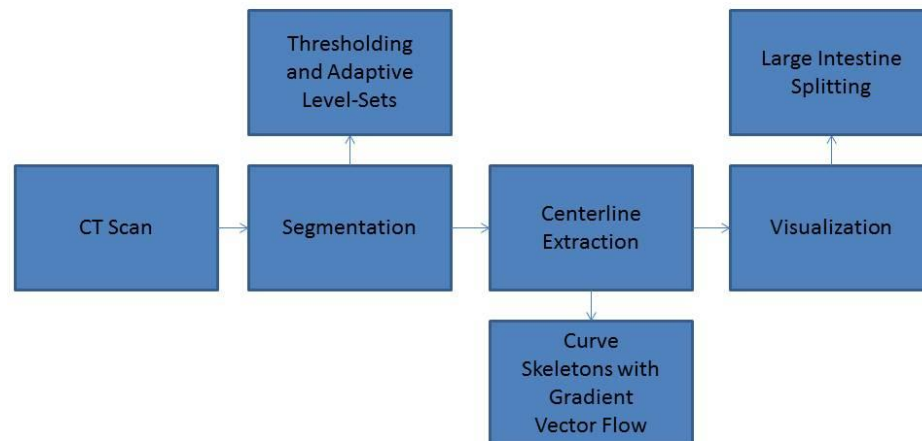 Thresholding
and Adaptive
Level-Sets
Large Intestine
Splitting
CT Scan
Segmentation
Centerline
Extraction
Visualization
Curve
Skeletons with
Gradient
Vector Flow